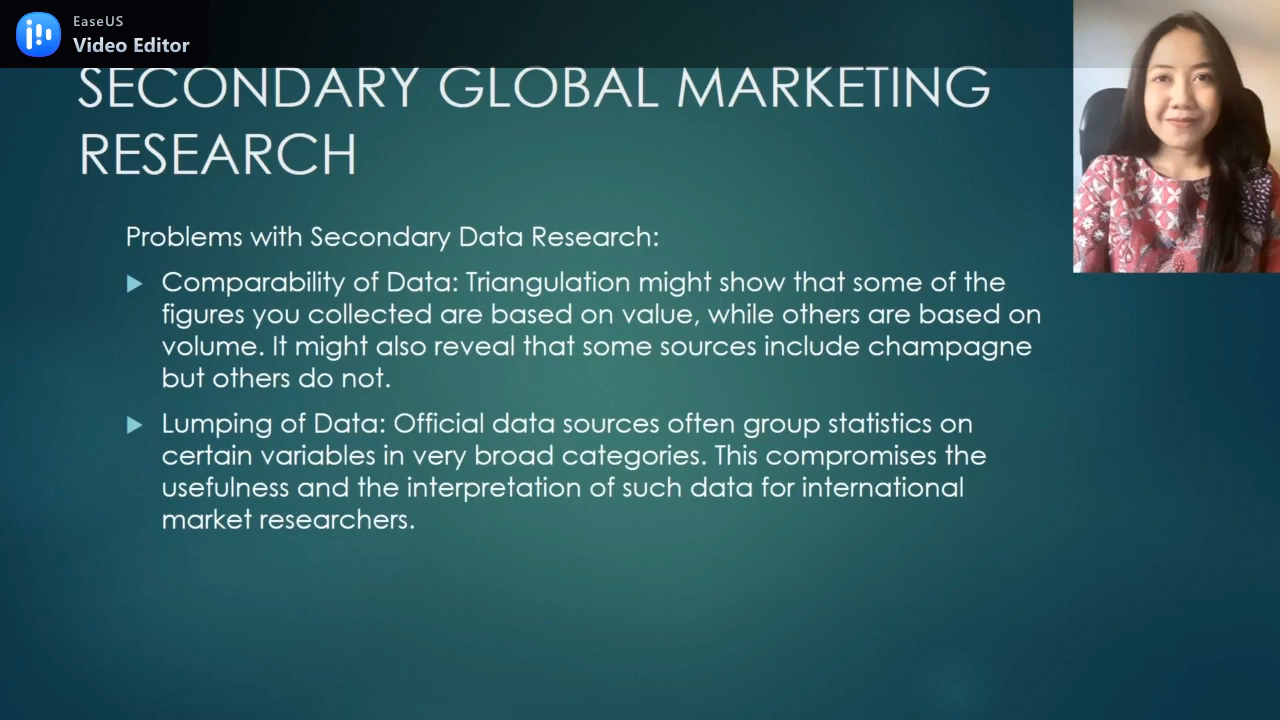 EaseUS
Video Editor
SECONDARY GLOBAL MARKETING
RESEARCH
Problems with Secondary Data Research:
Comparability of Data: Triangulation might show that some of the
figures you collected are based on value, while others are based on
volume. It might also reveal that some sources include champagne
but others do not.
Lumping of Data: Official data sources often group statistics on
certain variables in very broad categories. This compromises the
usefulness and the interpretation of such data for international
market researchers.